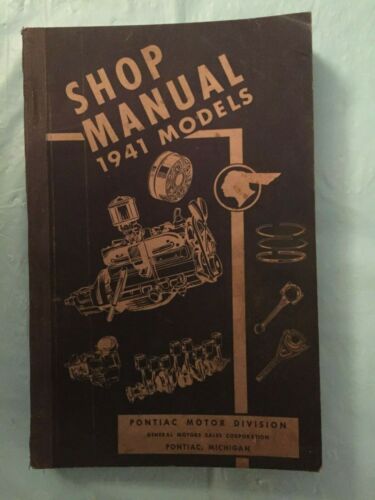 SHOP
MANUAL
1941 MODELS
PONTIAC MOTOR DIVISION
GENERAL MOTORS SALES CORPORATION
PONTIAC, MICHIGAN